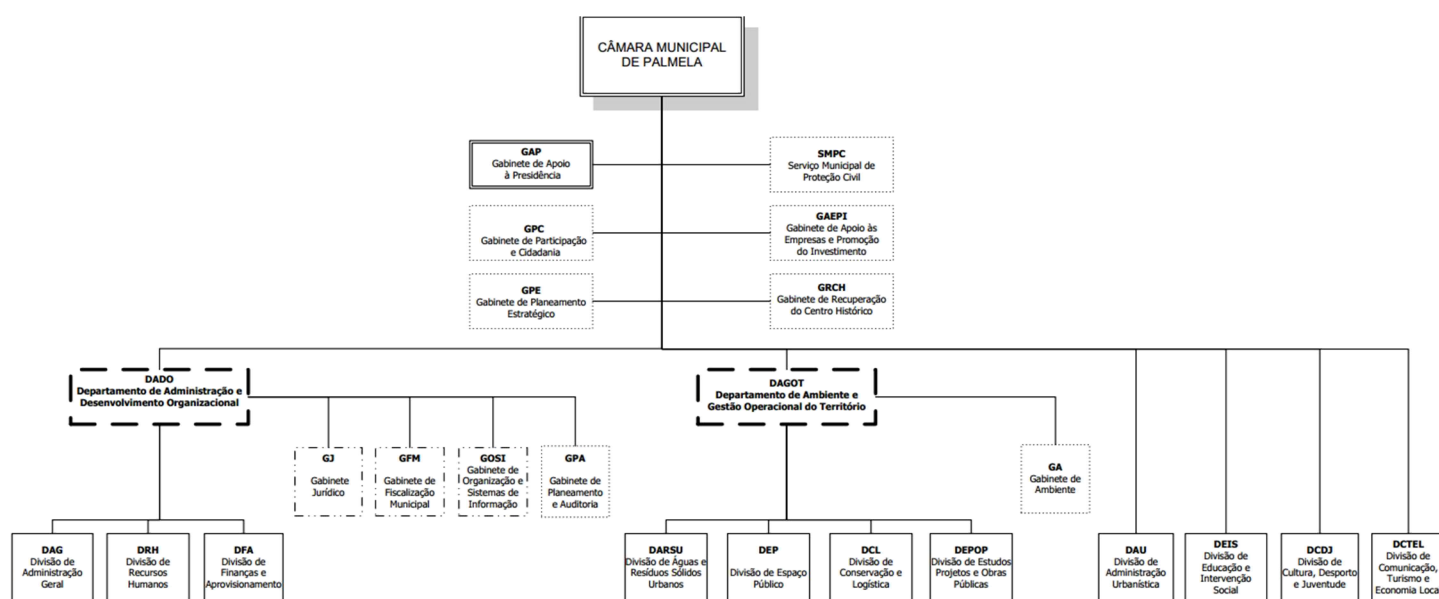 CÂMARA MUNICIPAL
DE PALMELA
GAP
Gabinete de Apoio
à Presidência
SMPC
Serviço Municipal de
Proteção Civil
GPC
Gabinete de Participação
e Cidadania
GAEPI
Gabinete de Apoio às
Empresas e Promoção
do Investimento
GPE
Gabinete de Planeamento
Estratégico
GRCH
Gabinete de Recuperação
do Centro Histórico
DADO
Departamento de Administração e
Desenvolvimento Organizacional
DAGOT
Departamento de Ambiente e
Gestão Operacional do Território
GJ
Gabinete
Jurídico
GFM
Gabinete de
Fiscalização
Municipal
GOSI
Gabinete de
Organização e
Sistemas de
Informação
GPA
Gabinete de
Planeamento
e Auditoria
GA
Gabinete de
Ambiente
DAG
Divisão de
Administração
Geral
DRH
Divisão de
Recursos
Humanos
DFA
Divisão de
Finanças e
Aprovisionamento
DARSU
Divisão de Águas e
Resíduos Sólidos
Urbanos
DEP
Divisão de Espaço
Público
DCL
Divisão de
Conservação e
Logística
DEPOP
Divisão de Estudos
Projetos e Obras
Públicas
DAU
Divisão de
Administração
Urbanística
DEIS
Divisão de
Educação e
Intervenção
Social
DCDJ
Divisão de
Cultura, Desporto
e Juventude
DCTEL
Divisão de
Comunicação,
Turismo e
Economia Local